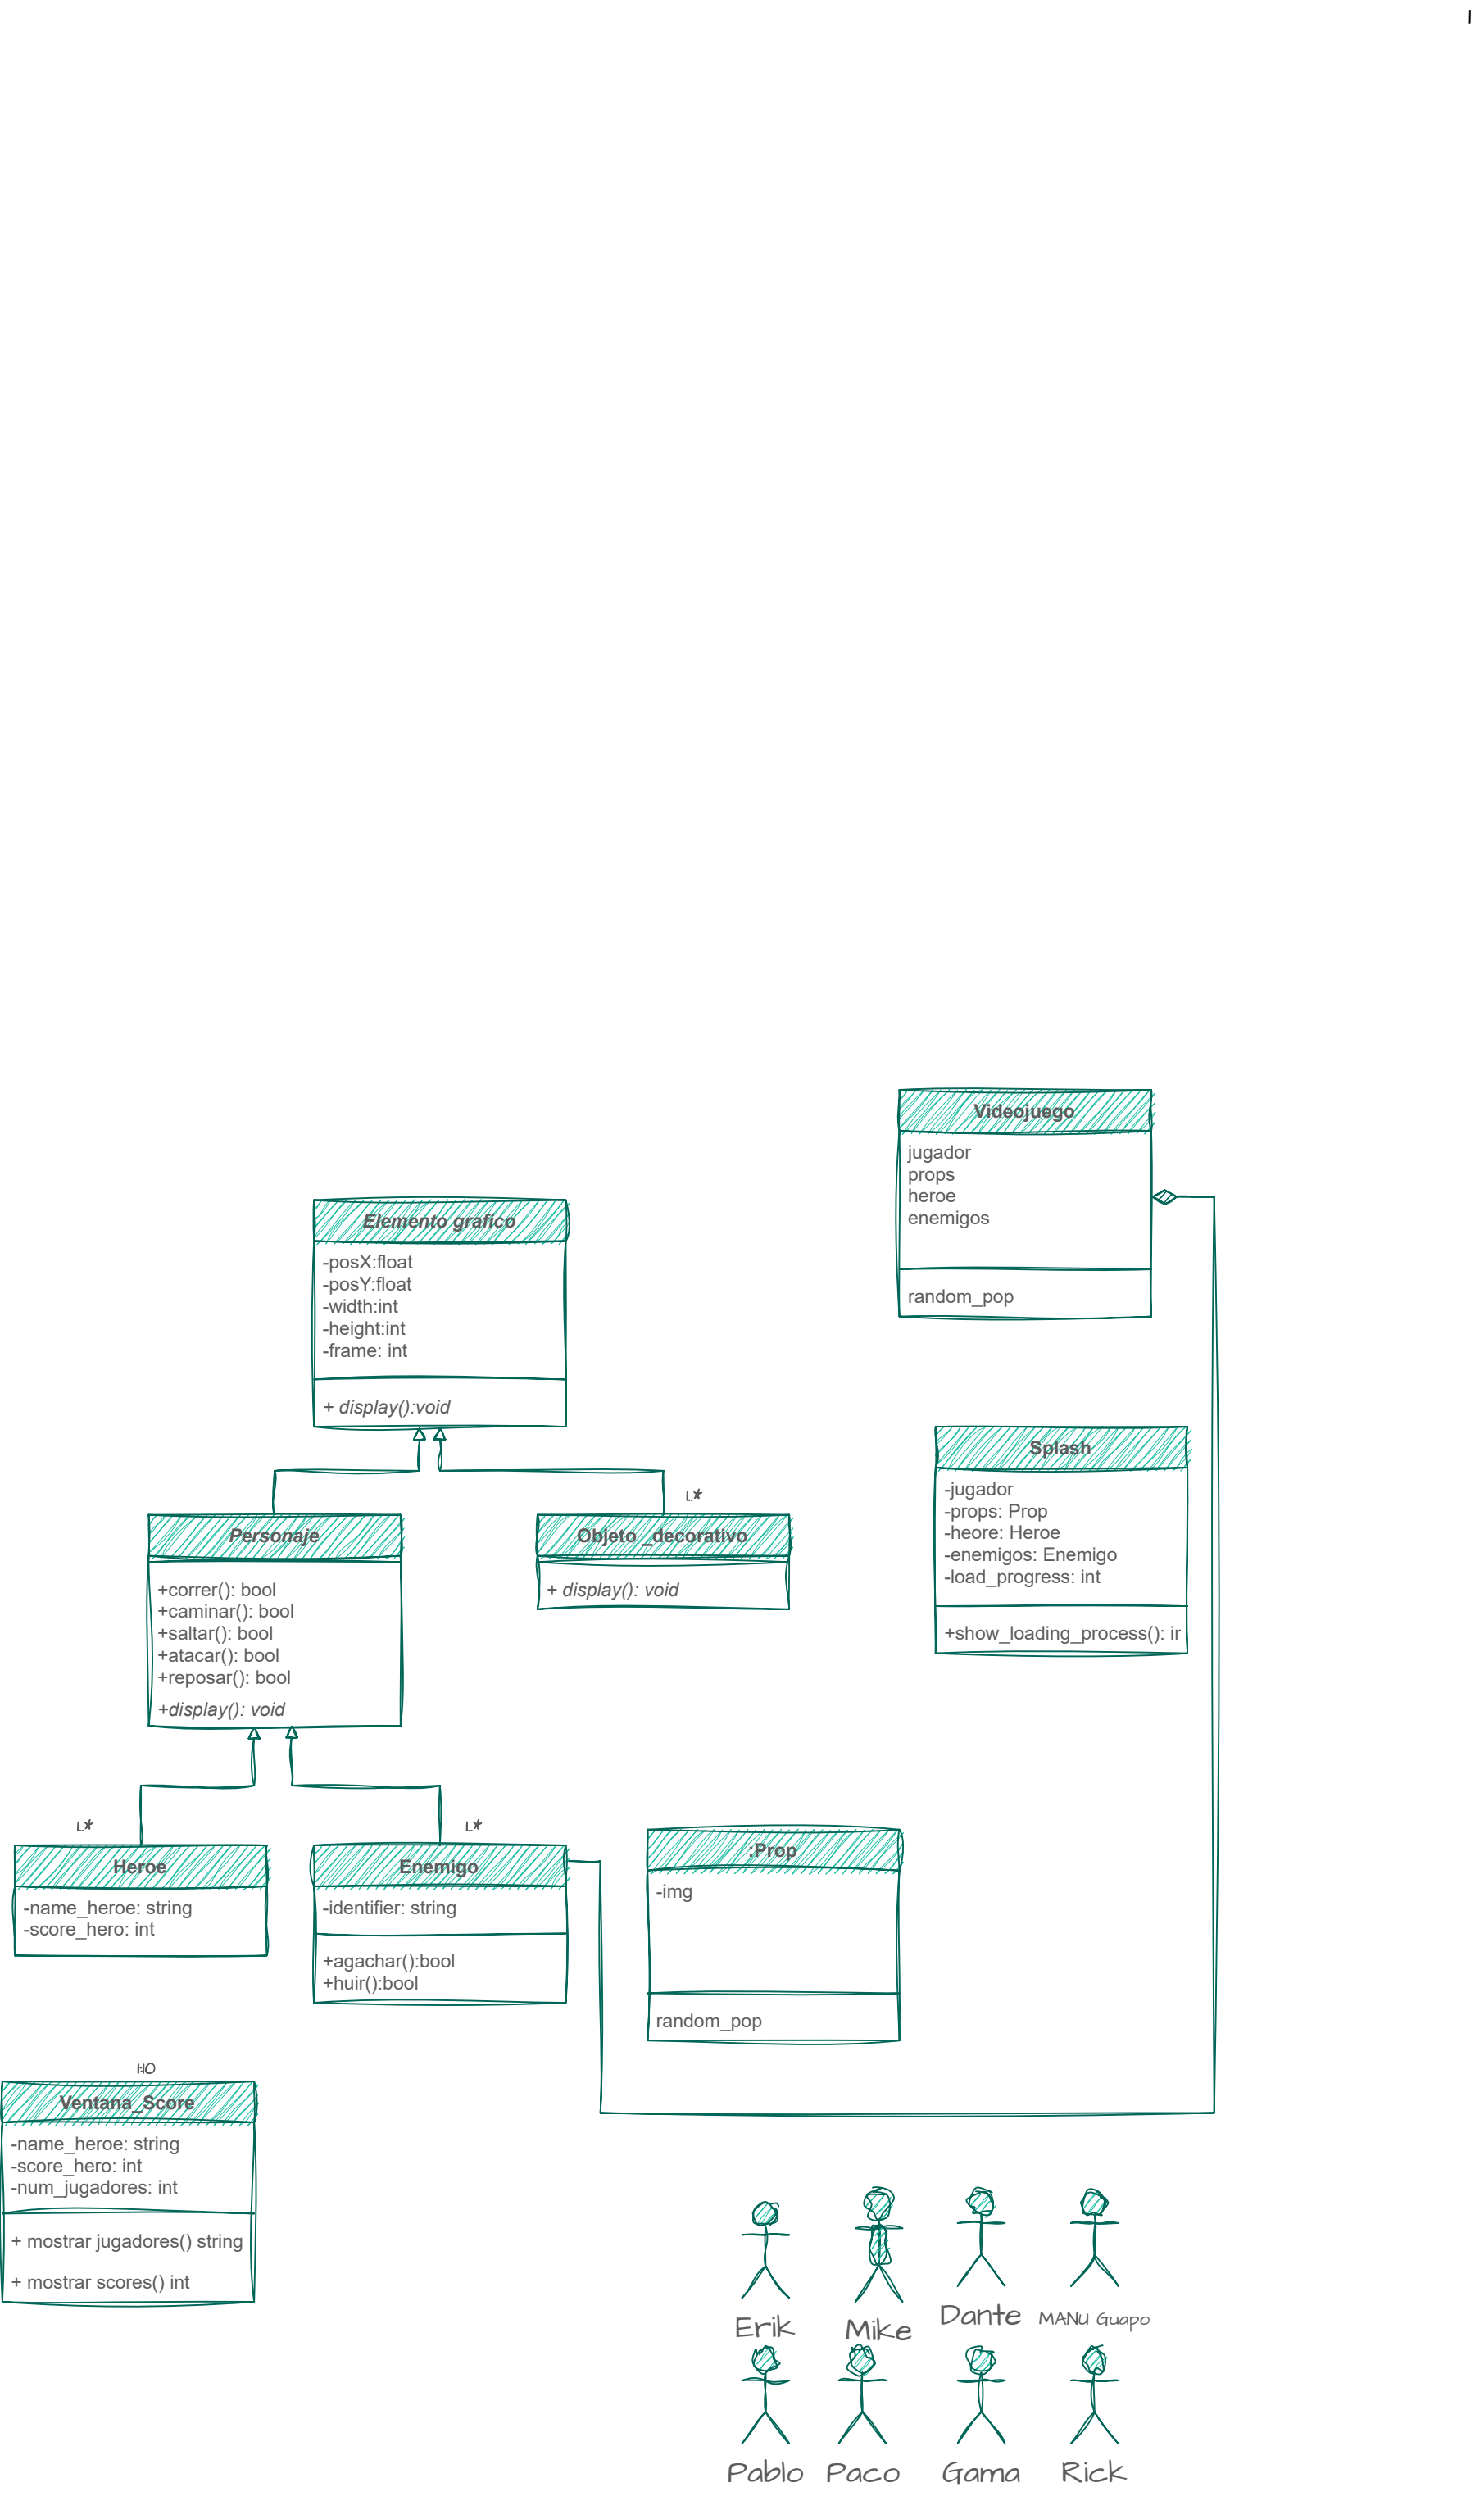 Videojuego
jugador
props
heroe
enemigos
random_pop
Elemento grafico
-posX:float
-posY:float
-width:int
-height:int
-frame: int
+ display():void
Splash
-jugador
-props: Prop
-heore: Heroe
-enemigos: Enemigo
-load_progress: int
+show_loading_process(): ir
1..*
Personaje
+correr(): bool
+caminar(): bool
+saltar(): bool
+atacar(): bool
+reposar(): bool
+display(): void
Objeto _decorativo
+ display(): void
1..*
1..*
Heroe
-name_heroe: string
-score_hero: int
Enemigo
-identifier: string
+agachar():bool
+huir():bool
:Prop
-img
random_pop
Ventana_Score
-name_heroe: string
-score_hero: int
-num_jugadores: int
+ mostrar jugadores() string
+ mostrar scores() int
Erik
Mike
Dante
MANU Guapo
Pablo
Paco
Gama
Rick